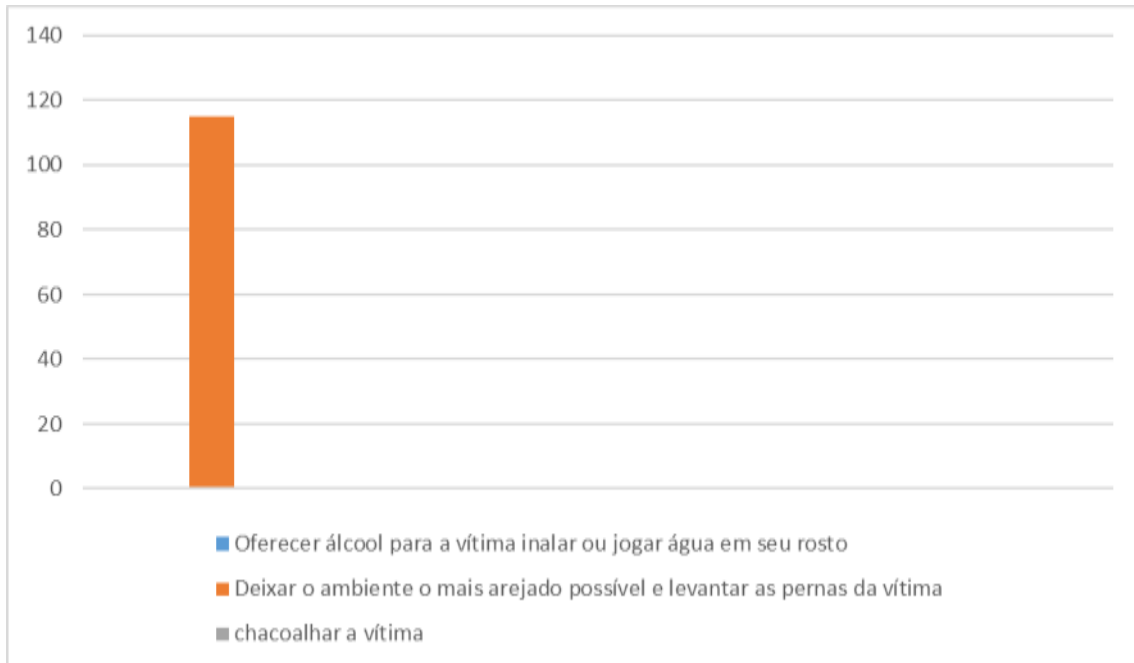 140
120
100
80
60
40
20
0
Oferecer álcool para a vítima inalar ou jogar água em seu rosto
Deixar o ambiente o mais arejado possível e levantar as pernas da vítima
chacoalhar a vítima